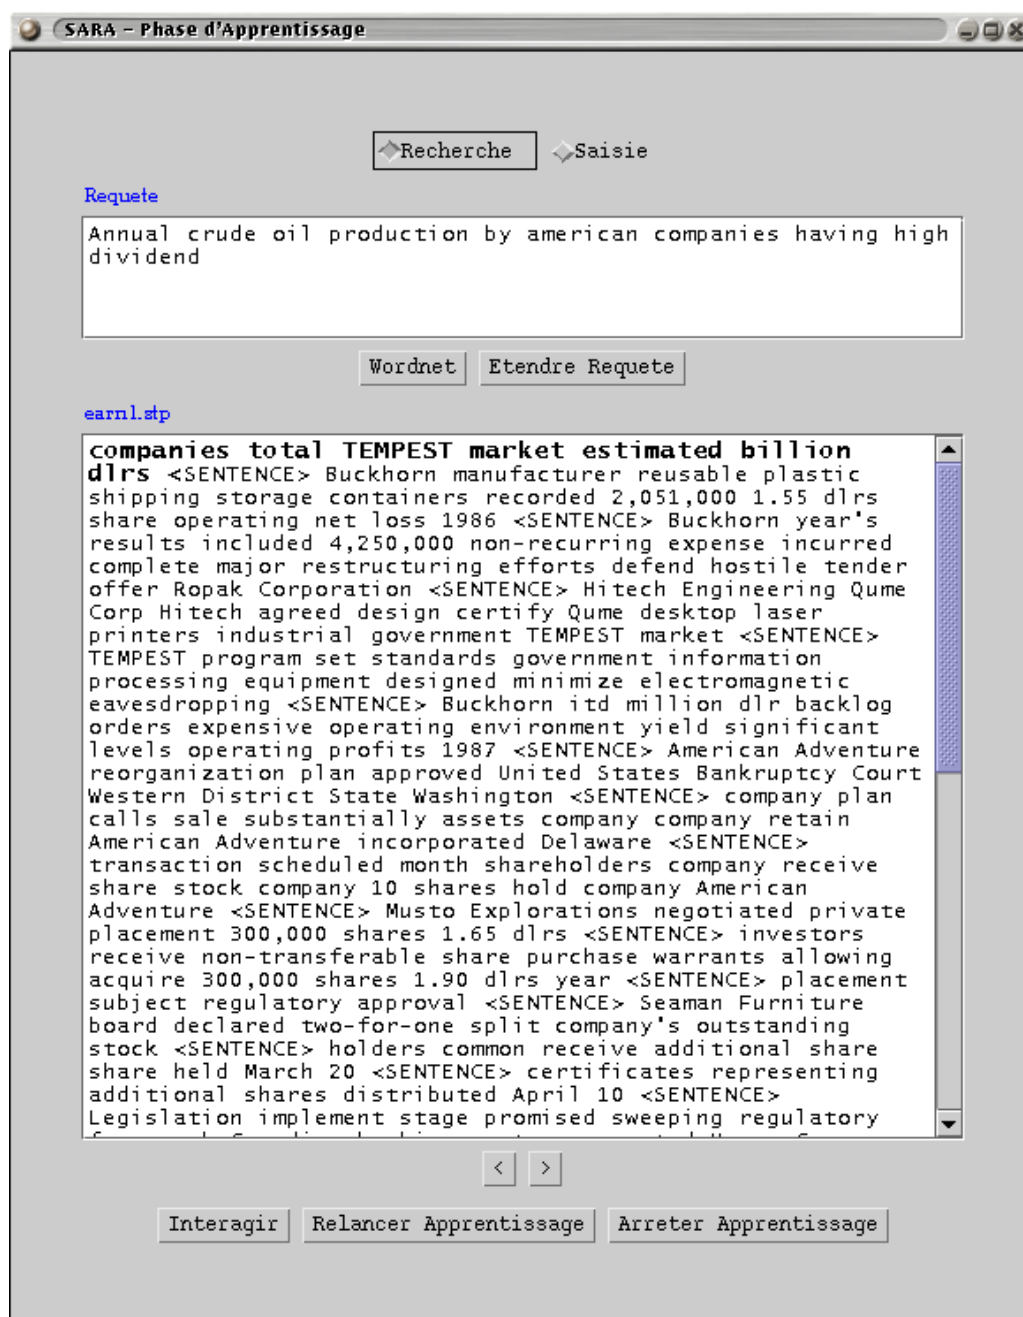 SARA – Phase d'Apprentissage
Recherche Saisie
Requete
Annual crude oil production by american companies having high
dividend
Wordnet Etendre Requete
earn1.stp
companies total TEMPEST market estimated billion
dlrs <SENTENCE> Buckhorn manufacturer reusable plastic
shipping storage containers recorded 2,051,000 1.55 dlrs
share operating net loss 1986 <SENTENCE> Buckhorn year's
results included 4,250,000 non-recurring expense incurred
complete major restructuring efforts defend hostile tender
offer Ropak Corporation <SENTENCE> Hitech Engineering Qume
Corp Hitech agreed design certify Qume desktop laser
printers industrial government TEMPEST market <SENTENCE>
TEMPEST program set standards government information
processing equipment designed minimize electromagnetic
eavesdropping <SENTENCE> Buckhorn itd million dlr backlog
orders expensive operating environment yield significant
levels operating profits 1987 <SENTENCE> American Adventure
reorganization plan approved United States Bankruptcy Court
Western District State Washington <SENTENCE> company plan
calls sale substantially assets company company retain
American Adventure incorporated Delaware <SENTENCE>
transaction scheduled month shareholders company receive
share stock company 10 shares hold company American
Adventure <SENTENCE> Musto Explorations negotiated private
placement 300,000 shares 1.65 dlrs <SENTENCE> investors
receive non-transferable share purchase warrants allowing
acquire 300,000 shares 1.90 dlrs year <SENTENCE> placement
subject regulatory approval <SENTENCE> Seaman Furniture
board declared two-for-one split company's outstanding
stock <SENTENCE> holders common receive additional share
share held March 20 <SENTENCE> certificates representing
additional shares distributed April 10 <SENTENCE>
Legislation implement stage promised sweeping regulatory
< >
Interagir Relancer Apprentissage Arreter Apprentissage